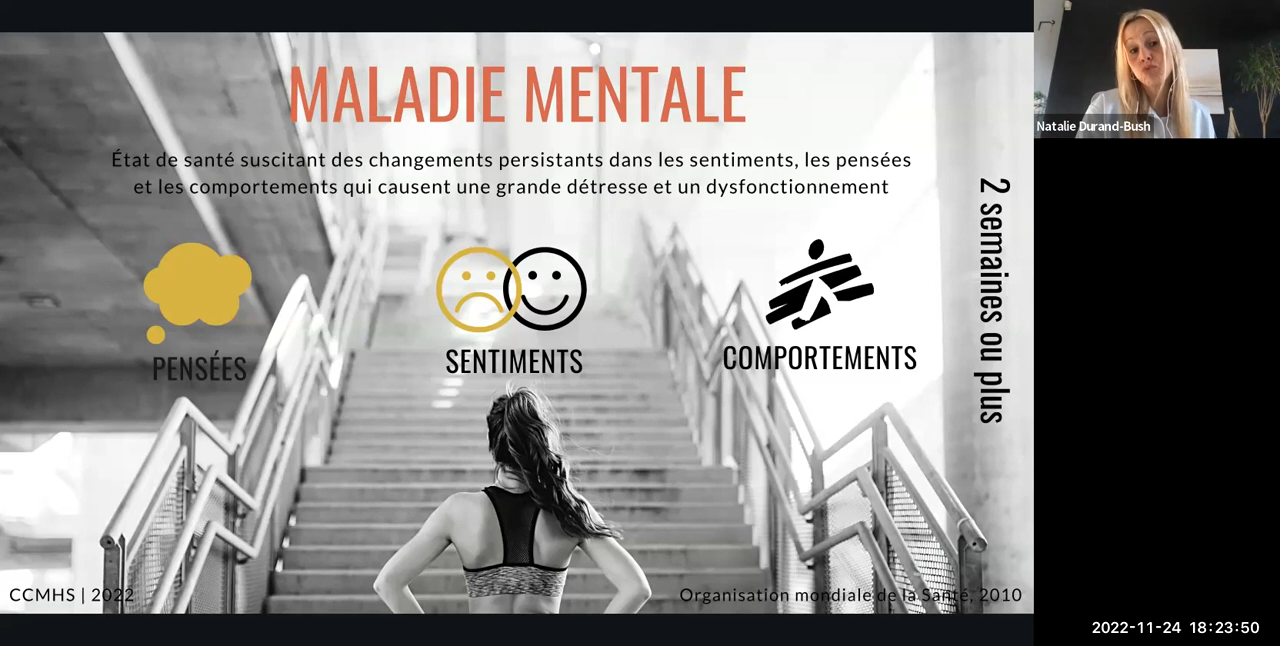 MALADIE MENTALE
État de santé suscitant des changements persistants dans les sentiments, les pensées
et les comportements qui causent une grande détresse et un dysfonctionnement
PENSÉES
SENTIMENTS
COMPORTEMENTS
2 semaines ou plus
CCMHS | 2022
Organisation mondiale de la Santé, 2010
Natalie Durand-Bush
2022-11-24 18:23:50